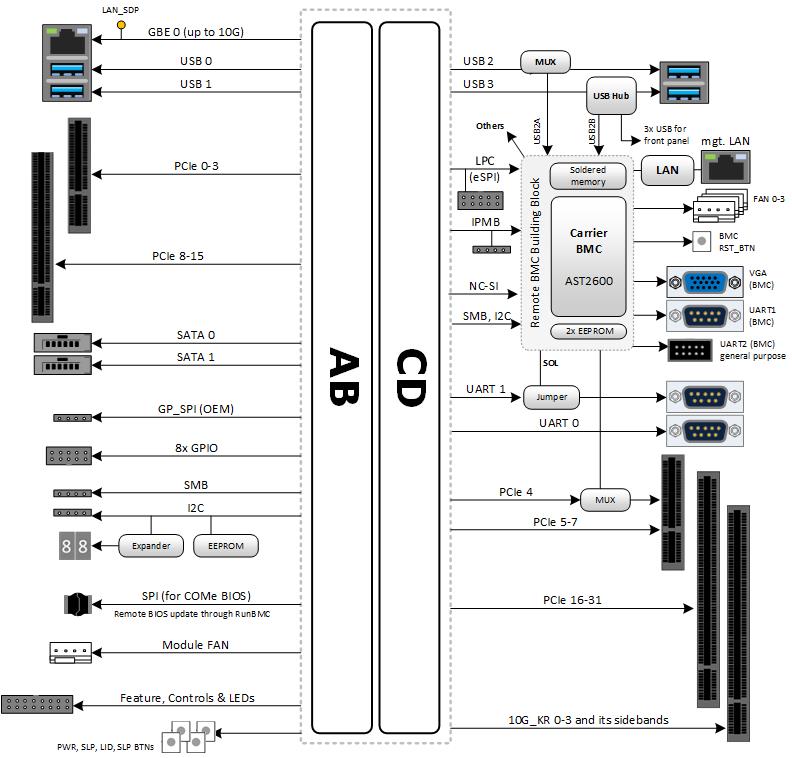 LAN_SDP
GBE 0 (up to 10G)
USB 0
USB 1
PCIe 0-3
PCIe 8-15
SATA 0
SATA 1
GP_SPI (OEM)
8x GPIO
SMB
I2C
88
Expander
EEPROM
SPI (for COMe BIOS)
Remote BIOS update through RunBMC
Module FAN
Feature, Controls & LEDs
PWR, SLP, LID, SLP BTNs
AB
CD
USB 2
MUX
USB 3
USB Hub
USB2A
USB2B
3x USB for
front panel
Others
mgt. LAN
LPC
(eSPI)
Soldered
memory
LAN
Remote BMC Building Block
FAN 0-3
IPMB
Carrier
BMC
AST2600
BMC
RST_BTN
VGA
(BMC)
NC-SI
UART1
(BMC)
SMB, I2C
2x EEPROM
UART2 (BMC)
general purpose
SOL
UART 1
Jumper
UART 0
PCIe 4
MUX
PCIe 5-7
PCIe 16-31
10G_KR 0-3 and its sidebands